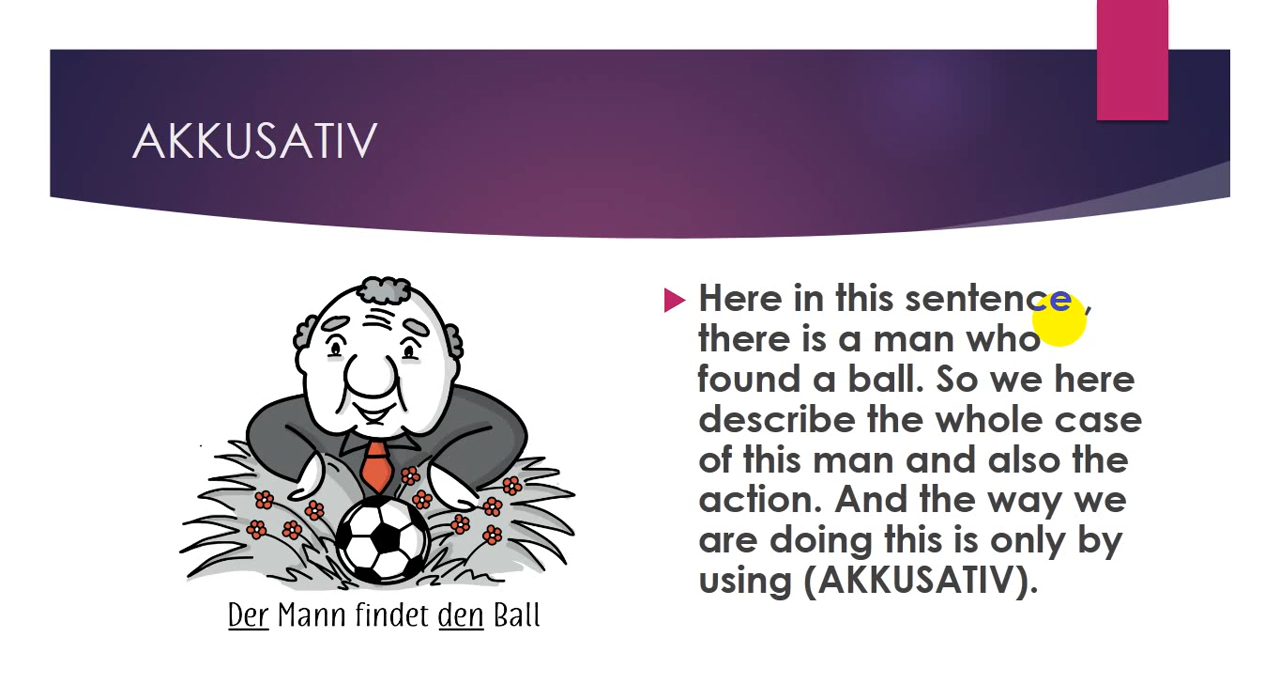 AKKUSATIV
Here in this sentence ,
there is a man who
found a ball. So we here
describe the whole case
of this man and also the
action. And the way we
are doing this is only by
using (AKKUSATIV).
Der Mann findet den Ball